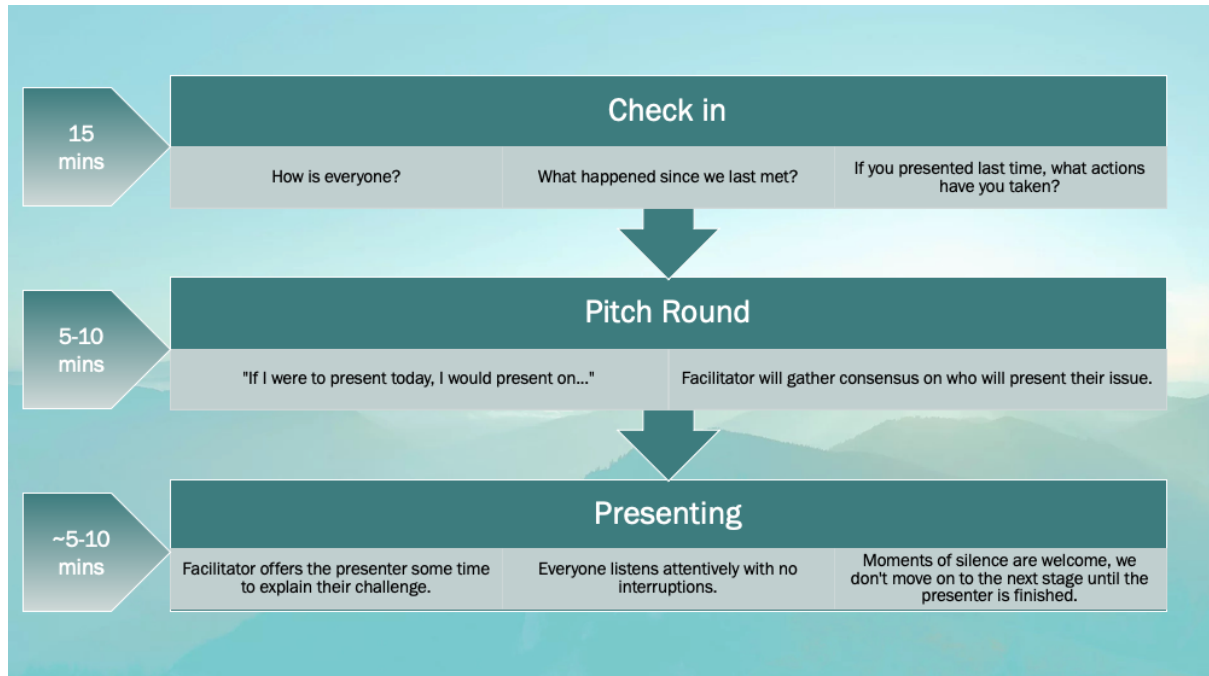 15
mins
Check in
How is everyone?
What happened since we last met?
If you presented last time, what actions
have you taken?
5-10
mins
Pitch Round
"If I were to present today, I would present on..."
Facilitator will gather consensus on who will present their issue.
~5-10
mins
Presenting
Facilitator offers the presenter some time
to explain their challenge.
Everyone listens attentively with no
interruptions.
Moments of silence are welcome, we
don't move on to the next stage until the
presenter is finished.